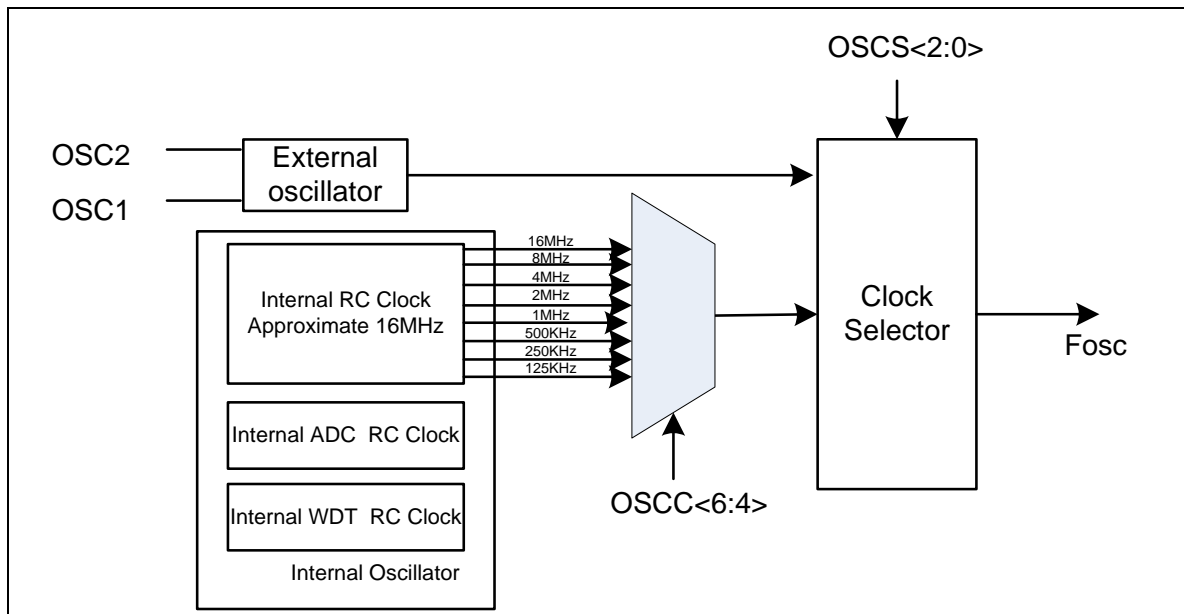 OSCS<2:0>
OSC2
OSC1
External
oscillator
16MHz
8MHz
4MHz
2MHz
1MHz
500KHz
250KHz
125KHz
Internal RC Clock
Approximate 16MHz
Clock
Selector
Fosc
Internal ADC RC Clock
Internal WDT RC Clock
Internal Oscillator
OSCC<6:4>